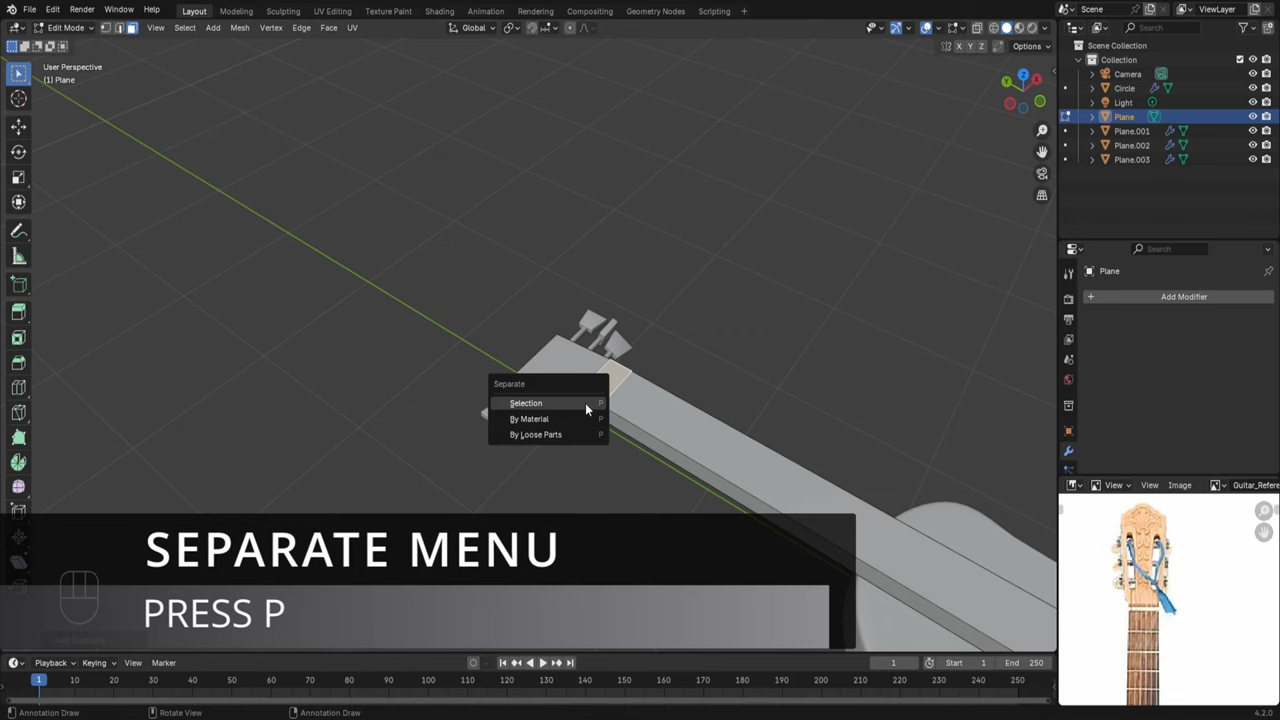 File Edit Render Window Help Layout Modeling Sculpting UV Editing Texture Paint Shading Animation Rendering Compositing Geometry Nodes Scripting + Scene ViewLayer
Edit Mode View Select Add Mesh Vertex Edge Face UV Global Search
X Y Z Options
User Perspective
(1) Plane
Scene Collection
Collection
Camera
Circle
Light
Plane
Plane.001
Plane.002
Plane.003
Z
Y
X
Search
Plane
+ Add Modifier
Separate
Selection P
By Material P
By Loose Parts P
View View Image Guitar_Refere
SEPARATE MENU
PRESS P
Playback Keying View Marker 1 Start 1 End 250
1 10 20 30 40 50 60 70 80 90 100 110 120 130 140 150 160 170 180 190 200 210 220 230 240 250
Annotation Draw Rotate View Annotation Draw 4.2.0